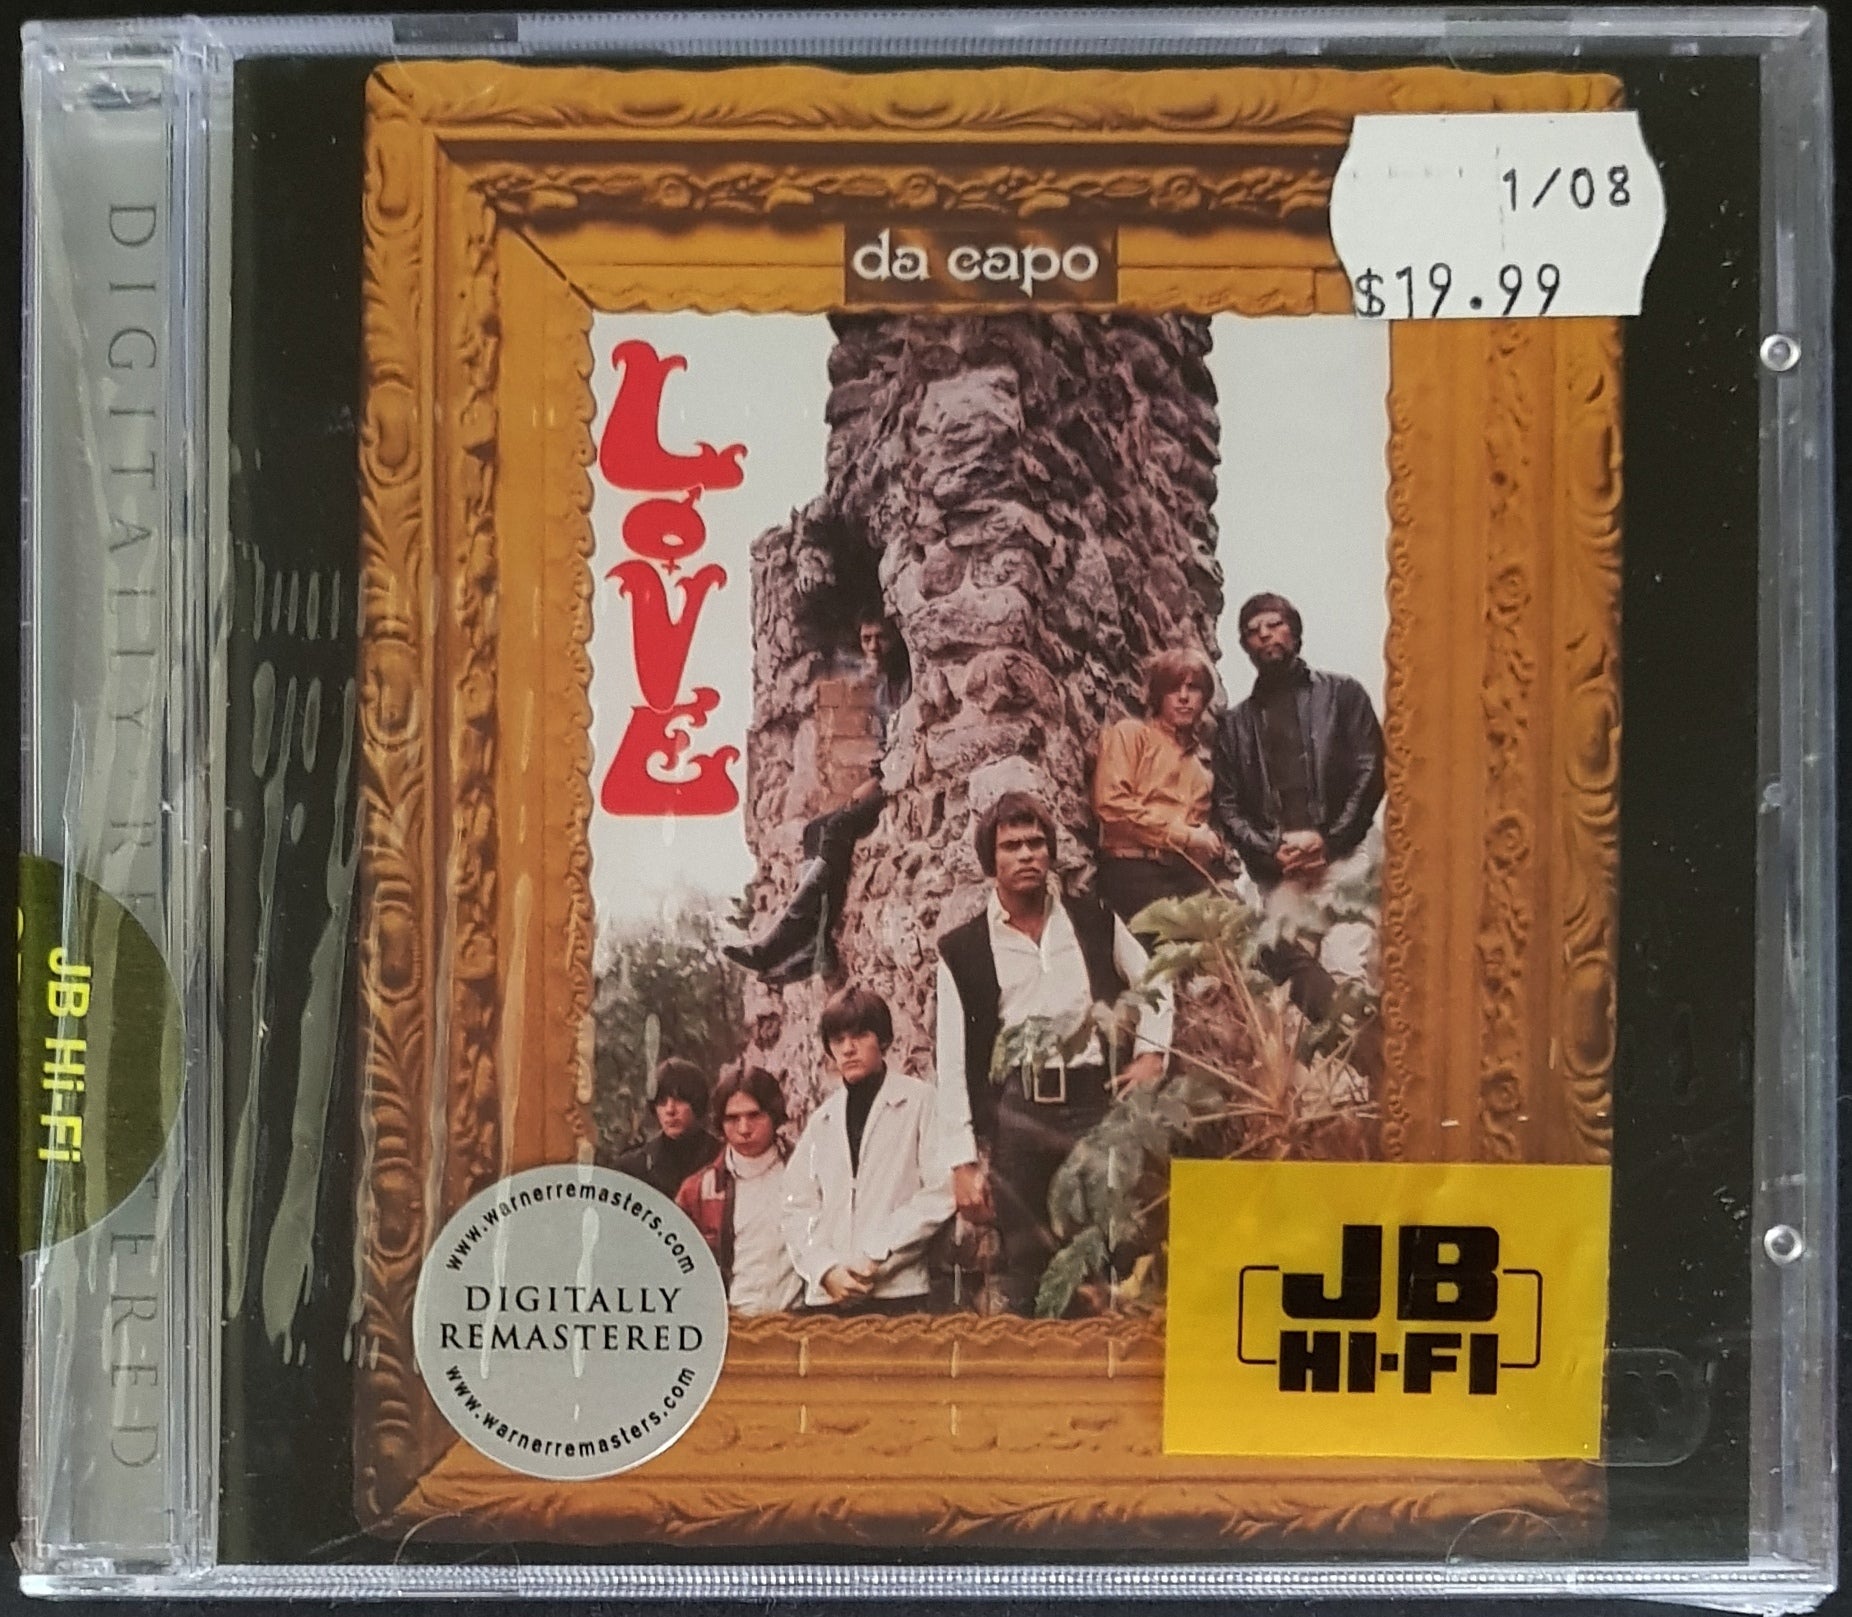 1/08
$19.99
da capo
LOVE
DIGITALLY REMASTERED
JB Hi-Fi
www.warnerremasters.com
DIGITALLY
REMASTERED
www.warnerremasters.com
JB
HI-FI